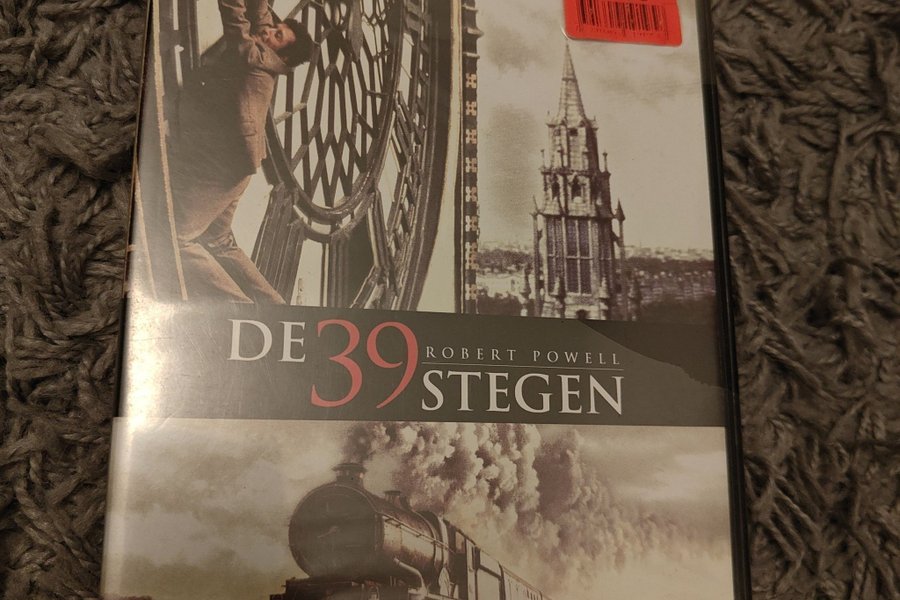 DE 39
ROBERT POWELL
STEGEN